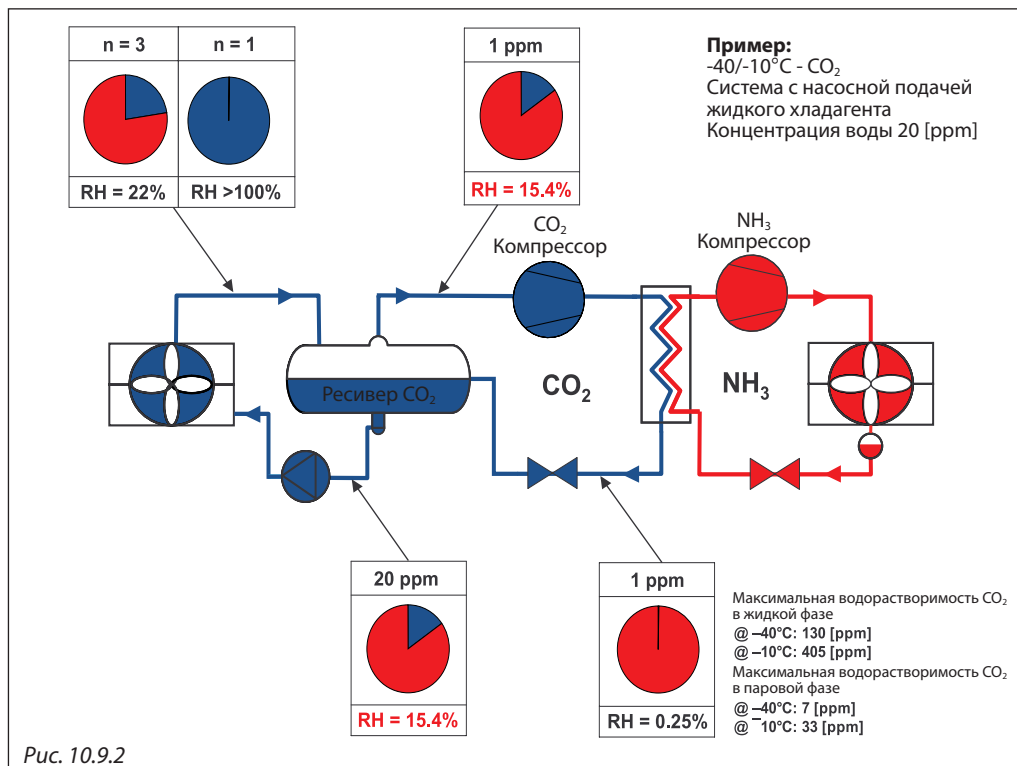 n = 3
n = 1
RH = 22%
RH >100%
1 ppm
RH = 15.4%
Пример:
-40/-10°C - CO₂
Система с насосной подачей
жидкого хладагента
Концентрация воды 20 [ppm]
CO₂
Компрессор
NH₃
Компрессор
Ресивер CO₂
CO₂
NH₃
20 ppm
RH = 15.4%
1 ppm
RH = 0.25%
Максимальная водорастворимость CO₂
в жидкой фазе
@ –40°C: 130 [ppm]
@ –10°C: 405 [ppm]
Максимальная водорастворимость CO₂
в паровой фазе
@ –40°C: 7 [ppm]
@ –10°C: 33 [ppm]
Рис. 10.9.2